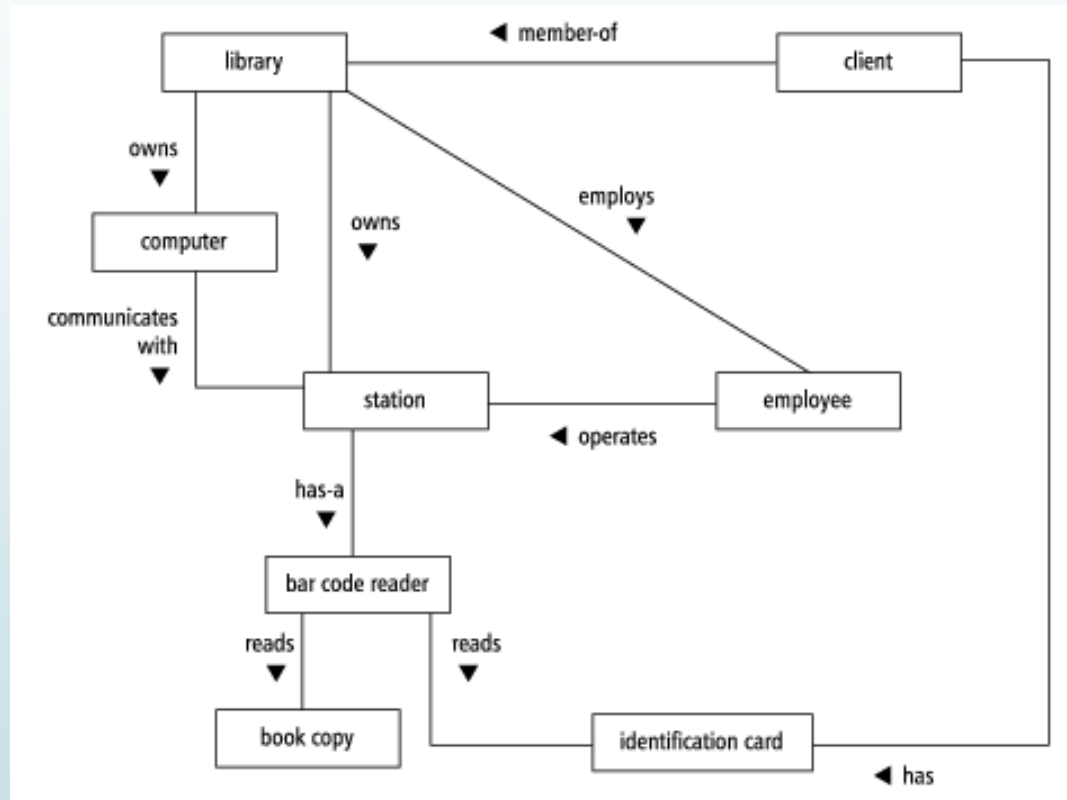 member-of
library
client
owns
employs
owns
computer
communicates
with
station
employee
operates
has-a
bar code reader
reads
reads
book copy
identification card
has